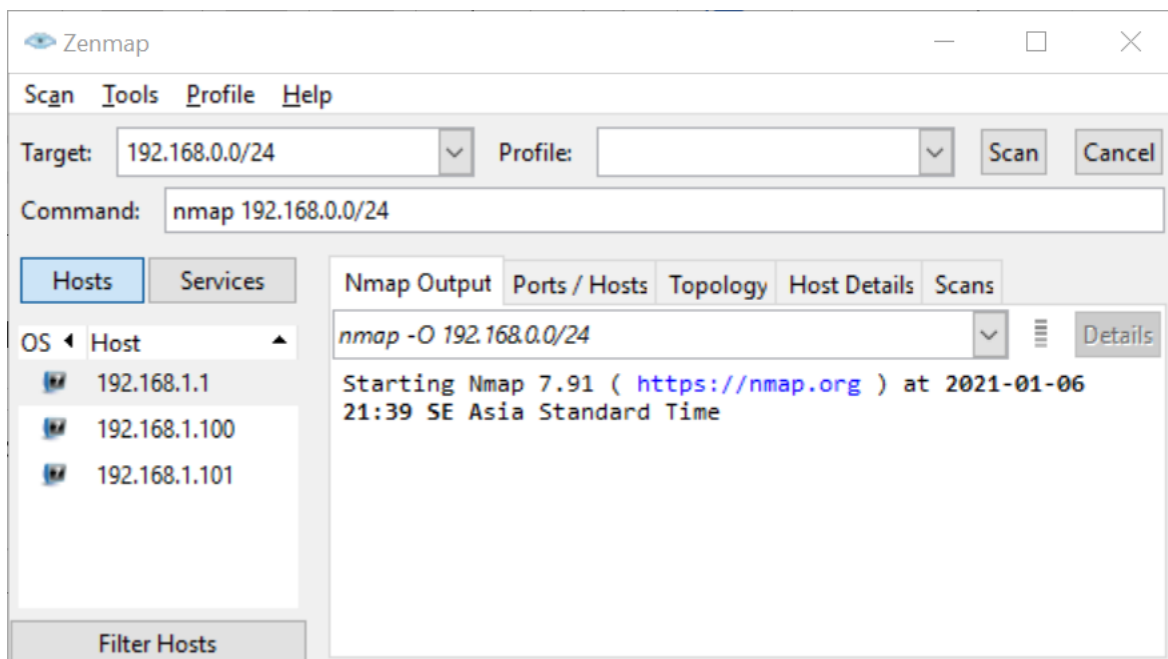 Zenmap
Scan Tools Profile Help
Target: 192.168.0.0/24 Profile: Scan Cancel
Command: nmap 192.168.0.0/24
Hosts Services
Nmap Output Ports / Hosts Topology Host Details Scans
OS Host
nmap -O 192.168.0.0/24 Details
192.168.1.1
192.168.1.100
192.168.1.101
Starting Nmap 7.91 ( https://nmap.org ) at 2021-01-06
21:39 SE Asia Standard Time
Filter Hosts